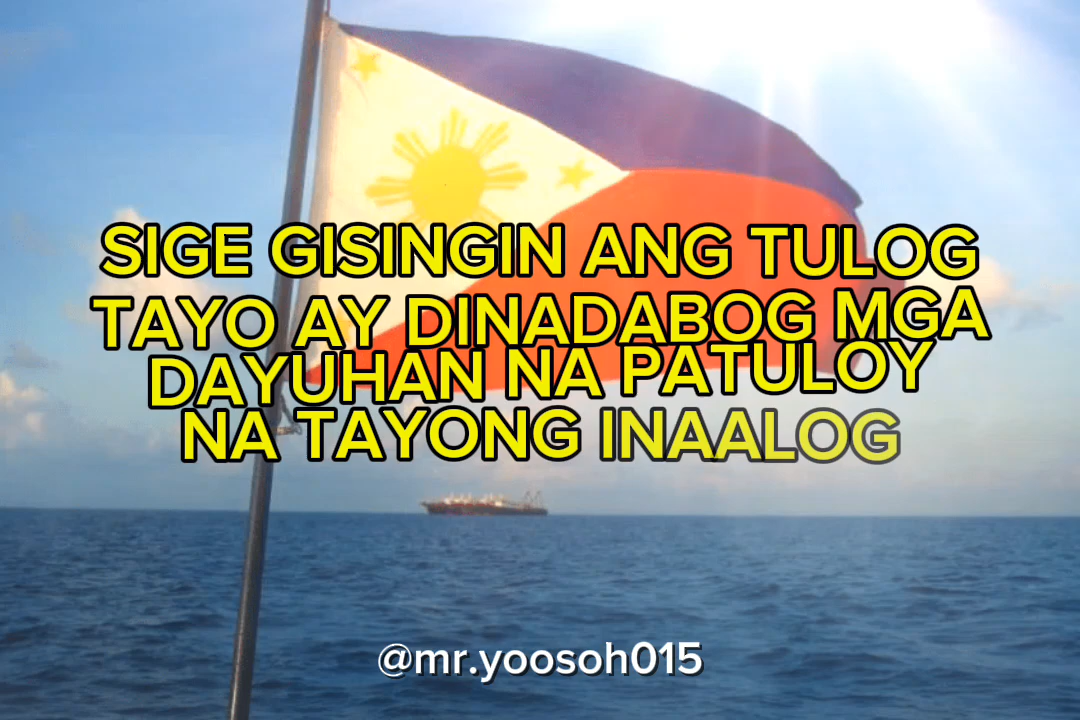 SIGE GISINGIN ANG TULOG
TAYO AY DINADABOG MGA
DAYUHAN NA PATULOY
NA TAYONG INAALOG
@mr.yoosoh015